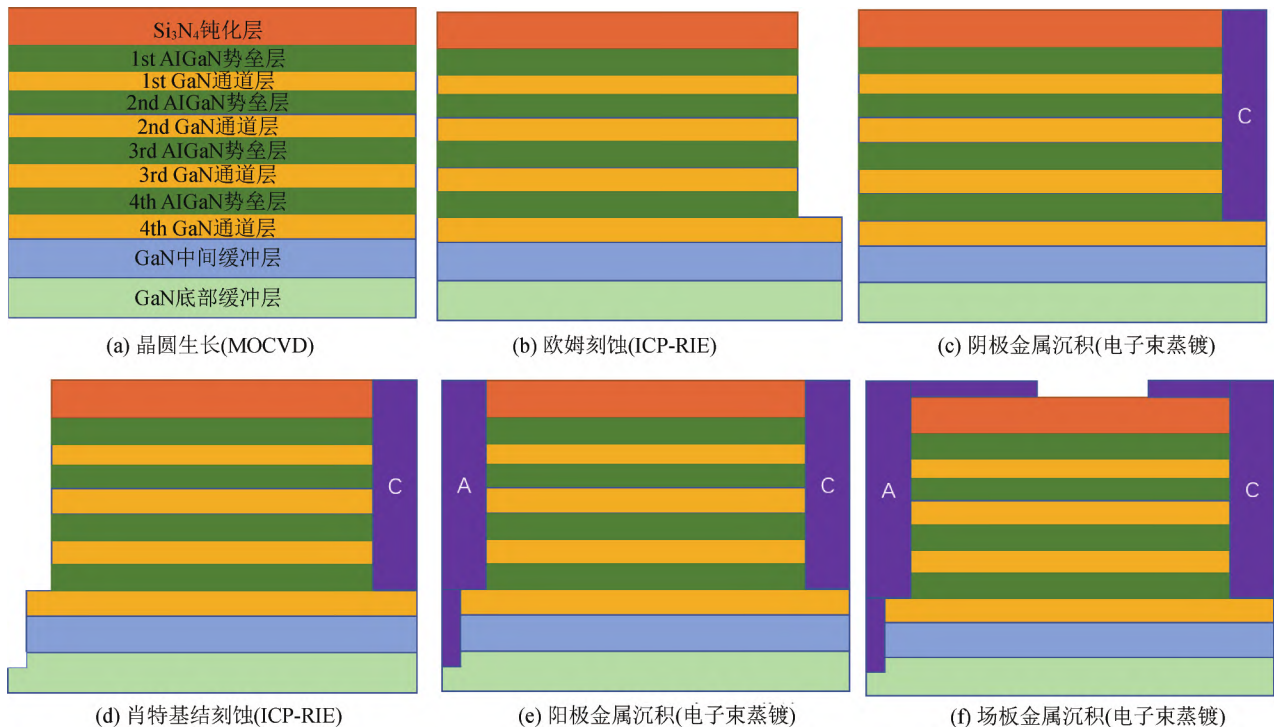 Si₃N₄钝化层
1st AlGaN势垒层
1st GaN通道层
2nd AlGaN势垒层
2nd GaN通道层
3rd AlGaN势垒层
3rd GaN通道层
4th AlGaN势垒层
4th GaN通道层
GaN中间缓冲层
GaN底部缓冲层
(a) 晶圆生长(MOCVD)
(b) 欧姆刻蚀(ICP-RIE)
C
(c) 阴极金属沉积(电子束蒸镀)
C
(d) 肖特基结刻蚀(ICP-RIE)
A
C
(e) 阳极金属沉积(电子束蒸镀)
A
C
(f) 场板金属沉积(电子束蒸镀)